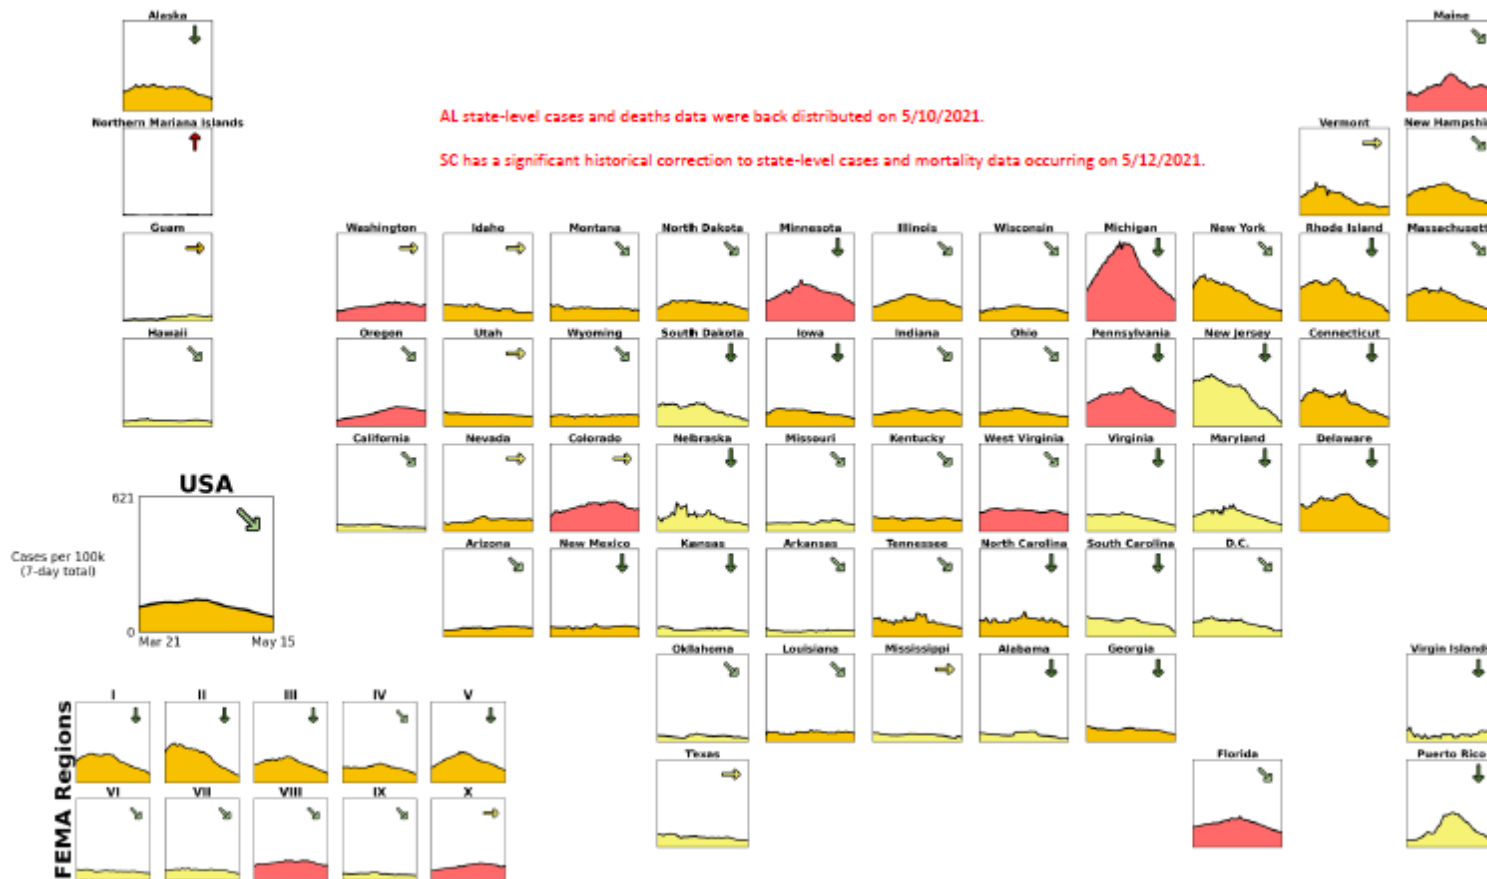 Alaska
Maine
Northern Mariana Islands
AL state-level cases and deaths data were back distributed on 5/10/2021.
Vermont
New Hampshir
SC has a significant historical correction to state-level cases and mortality data occurring on 5/12/2021.
Guam
Washington
Idaho
Montana
North Dakota
Minnesota
Illinois
Wisconsin
Michigan
New York
Rhode Island
Massachusett
Hawaii
Oregon
Utah
Wyoming
South Dakota
Iowa
Indiana
Ohio
Pennsylvania
New Jersey
Connecticut
California
Nevada
Colorado
Nebraska
Missouri
Kentucky
West Virginia
Virginia
Maryland
Delaware
USA
621
Cases per 100k
(7-day total)
0
Mar 21
May 15
Arizona
New Mexico
Kansas
Arkansas
Tennessee
North Carolina
South Carolina
D.C.
Oklahoma
Louisiana
Mississippi
Alabama
Georgia
Virgin Islands
Texas
Florida
Puerto Rico
FEMA Regions
I
II
III
IV
V
VI
VII
VIII
IX
X